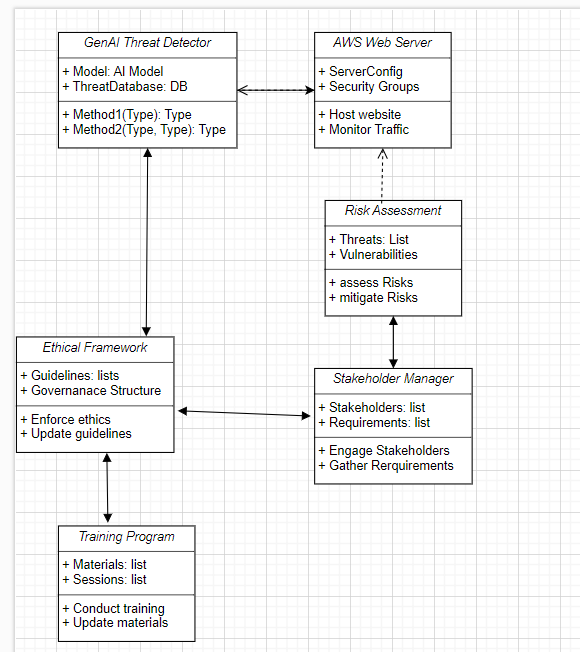 GenAI Threat Detector
+ Model: AI Model
+ ThreatDatabase: DB
+ Method1(Type): Type
+ Method2(Type, Type): Type
AWS Web Server
+ ServerConfig
+ Security Groups
+ Host website
+ Monitor Traffic
Risk Assessment
+ Threats: List
+ Vulnerabilities
+ assess Risks
+ mitigate Risks
Ethical Framework
+ Guidelines: lists
+ Governanace Structure
+ Enforce ethics
+ Update guidelines
Stakeholder Manager
+ Stakeholders: list
+ Requirements: list
+ Engage Stakeholders
+ Gather Rerquirements
Training Program
+ Materials: list
+ Sessions: list
+ Conduct training
+ Update materials